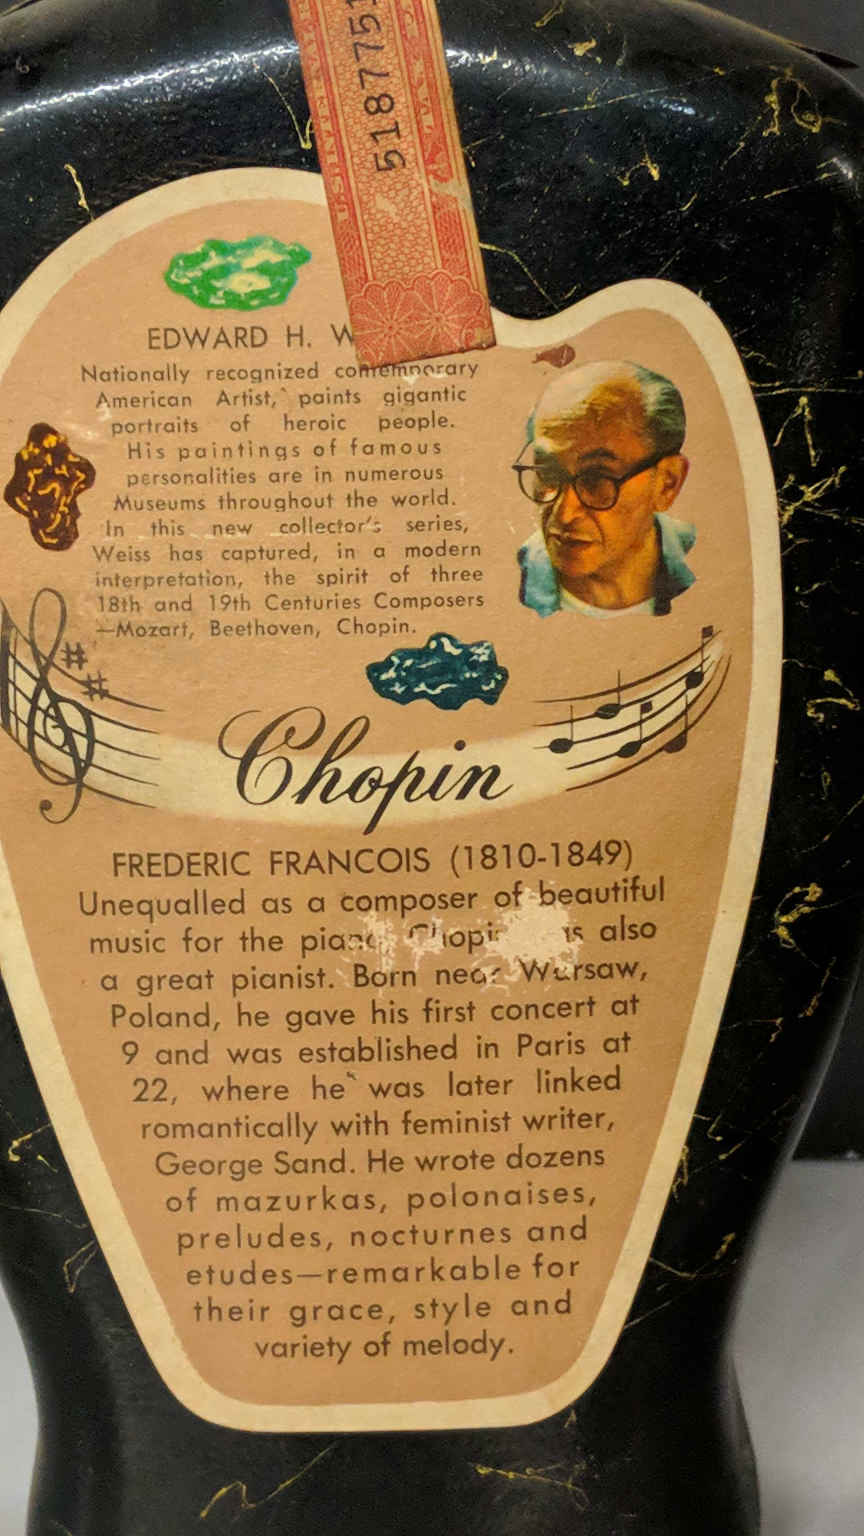 5187751
EDWARD H.
Nationally recognized contemporary
American Artist, paints gigantic
portraits of heroic people.
His paintings of famous
personalities are in numerous
Museums throughout the world.
In this new collector's series,
Weiss has captured, in a modern
interpretation, the spirit of three
18th and 19th Centuries Composers
—Mozart, Beethoven, Chopin.
Chopin
FREDERIC FRANCOIS (1810-1849)
Unequalled as a composer of beautiful
music for the piano, Chopin was also
a great pianist. Born near Warsaw,
Poland, he gave his first concert at
9 and was established in Paris at
22, where he was later linked
romantically with feminist writer,
George Sand. He wrote dozens
of mazurkas, polonaises,
preludes, nocturnes and
etudes—remarkable for
their grace, style and
variety of melody.